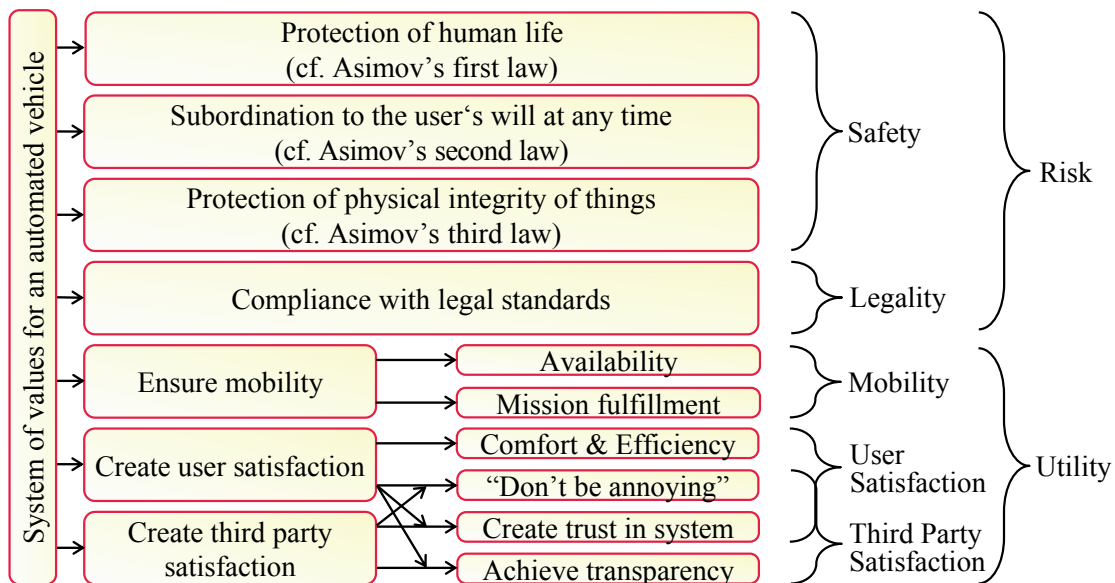 System of values for an automated vehicle
Protection of human life
(cf. Asimov’s first law)
Subordination to the user‘s will at any time
(cf. Asimov’s second law)
Protection of physical integrity of things
(cf. Asimov’s third law)
Compliance with legal standards
Ensure mobility
Availability
Mission fulfillment
Create user satisfaction
Comfort & Efficiency
“Don’t be annoying”
Create third party
satisfaction
Create trust in system
Achieve transparency
Safety
Legality
Mobility
User
Satisfaction
Third Party
Satisfaction
Risk
Utility